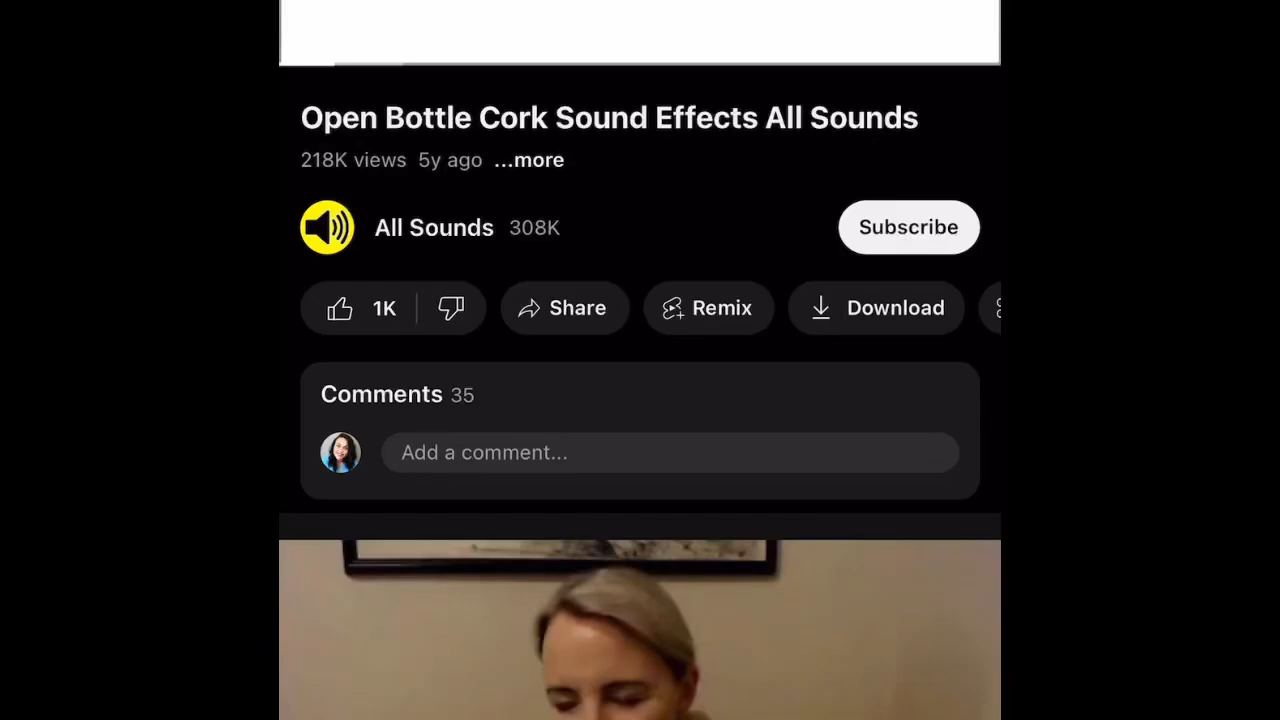 Open Bottle Cork Sound Effects All Sounds
218K views 5y ago ...more
All Sounds 308K Subscribe
1K Share Remix Download
Comments 35
Add a comment...